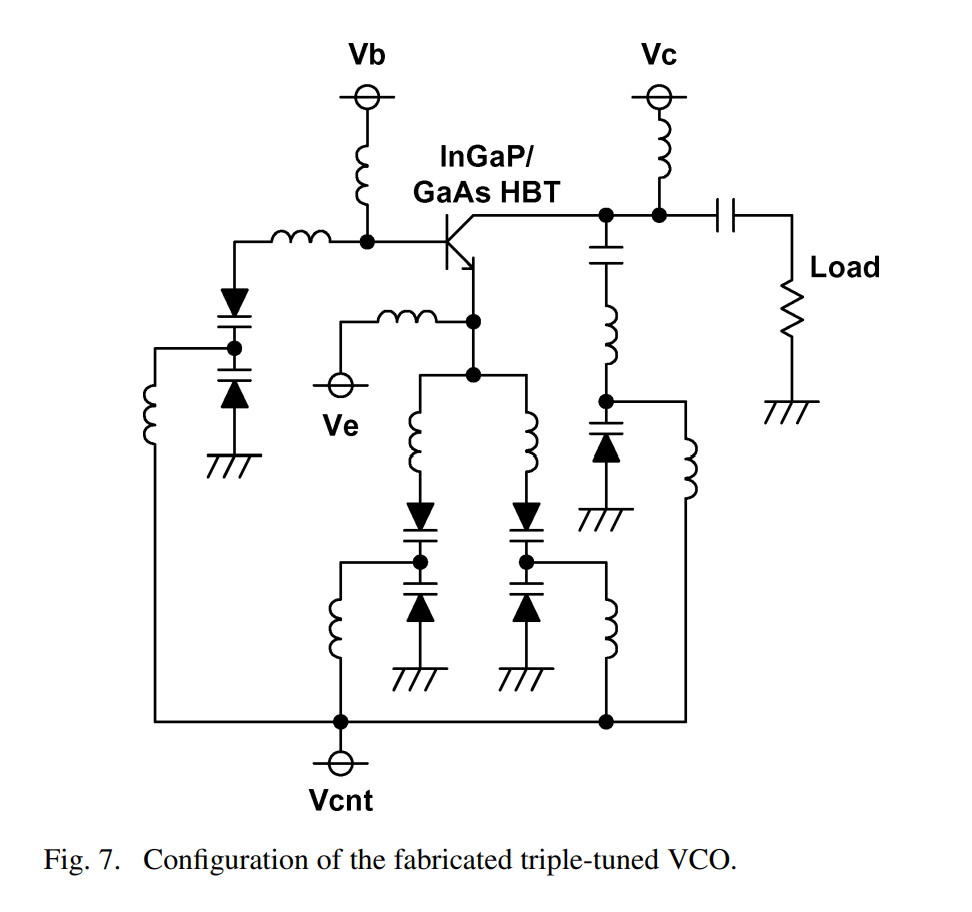 Vb
Vc
InGaP/
GaAs HBT
Load
Ve
Vcnt
Fig. 7. Configuration of the fabricated triple-tuned VCO.